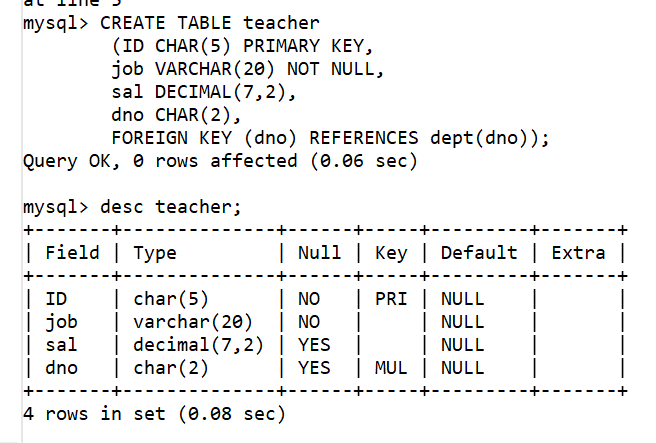 at line 5
mysql> CREATE TABLE teacher
(ID CHAR(5) PRIMARY KEY,
job VARCHAR(20) NOT NULL,
sal DECIMAL(7,2),
dno CHAR(2),
FOREIGN KEY (dno) REFERENCES dept(dno));
Query OK, 0 rows affected (0.06 sec)
mysql> desc teacher;
+-------+--------------+------+-----+---------+-------+
| Field | Type         | Null | Key | Default | Extra |
+-------+--------------+------+-----+---------+-------+
| ID    | char(5)      | NO   | PRI | NULL    |       |
| job   | varchar(20)  | NO   |     | NULL    |       |
| sal   | decimal(7,2) | YES  |     | NULL    |       |
| dno   | char(2)      | YES  | MUL | NULL    |       |
+-------+--------------+------+-----+---------+-------+
4 rows in set (0.08 sec)